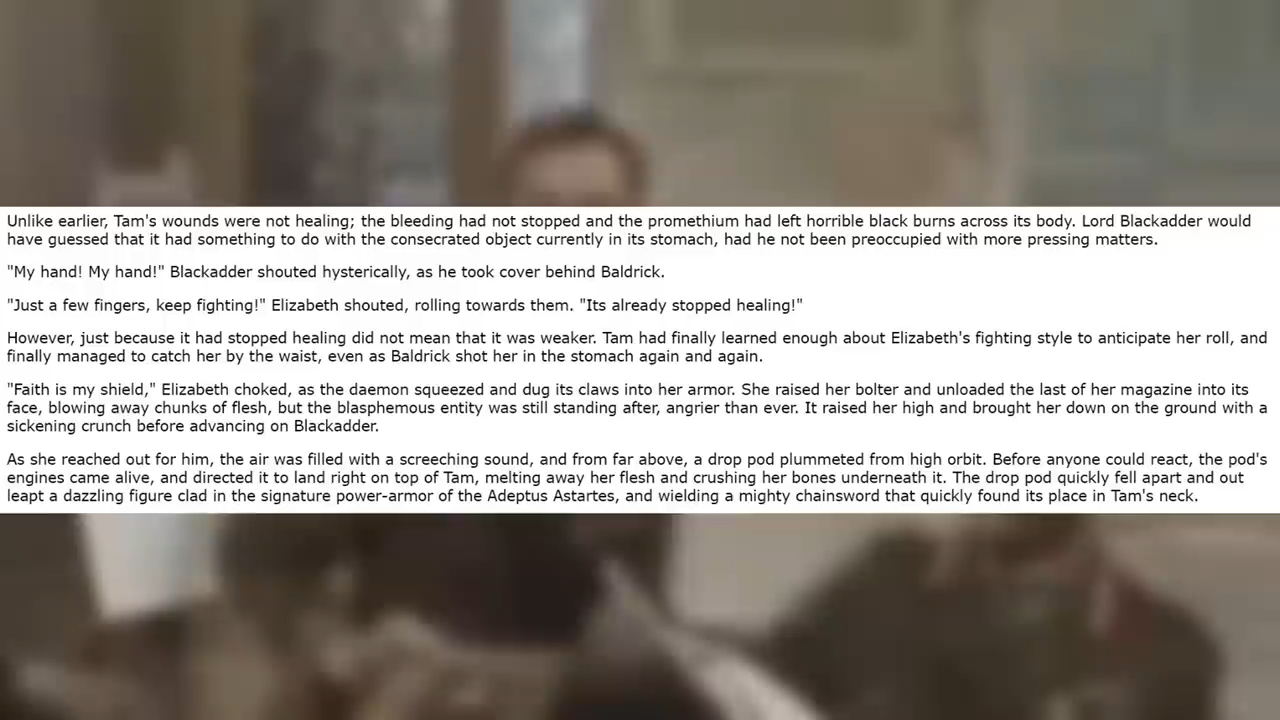 Unlike earlier, Tam's wounds were not healing; the bleeding had not stopped and the promethium had left horrible black burns across its body. Lord Blackadder would
have guessed that it had something to do with the consecrated object currently in its stomach, had he not been preoccupied with more pressing matters.
"My hand! My hand!" Blackadder shouted hysterically, as he took cover behind Baldrick.
"Just a few fingers, keep fighting!" Elizabeth shouted, rolling towards them. "Its already stopped healing!"
However, just because it had stopped healing did not mean that it was weaker. Tam had finally learned enough about Elizabeth's fighting style to anticipate her roll, and
finally managed to catch her by the waist, even as Baldrick shot her in the stomach again and again.
"Faith is my shield," Elizabeth choked, as the daemon squeezed and dug its claws into her armor. She raised her bolter and unloaded the last of her magazine into its
face, blowing away chunks of flesh, but the blasphemous entity was still standing after, angrier than ever. It raised her high and brought her down on the ground with a
sickening crunch before advancing on Blackadder.
As she reached out for him, the air was filled with a screeching sound, and from far above, a drop pod plummeted from high orbit. Before anyone could react, the pod's
engines came alive, and directed it to land right on top of Tam, melting away her flesh and crushing her bones underneath it. The drop pod quickly fell apart and out
leapt a dazzling figure clad in the signature power-armor of the Adeptus Astartes, and wielding a mighty chainsword that quickly found its place in Tam's neck.